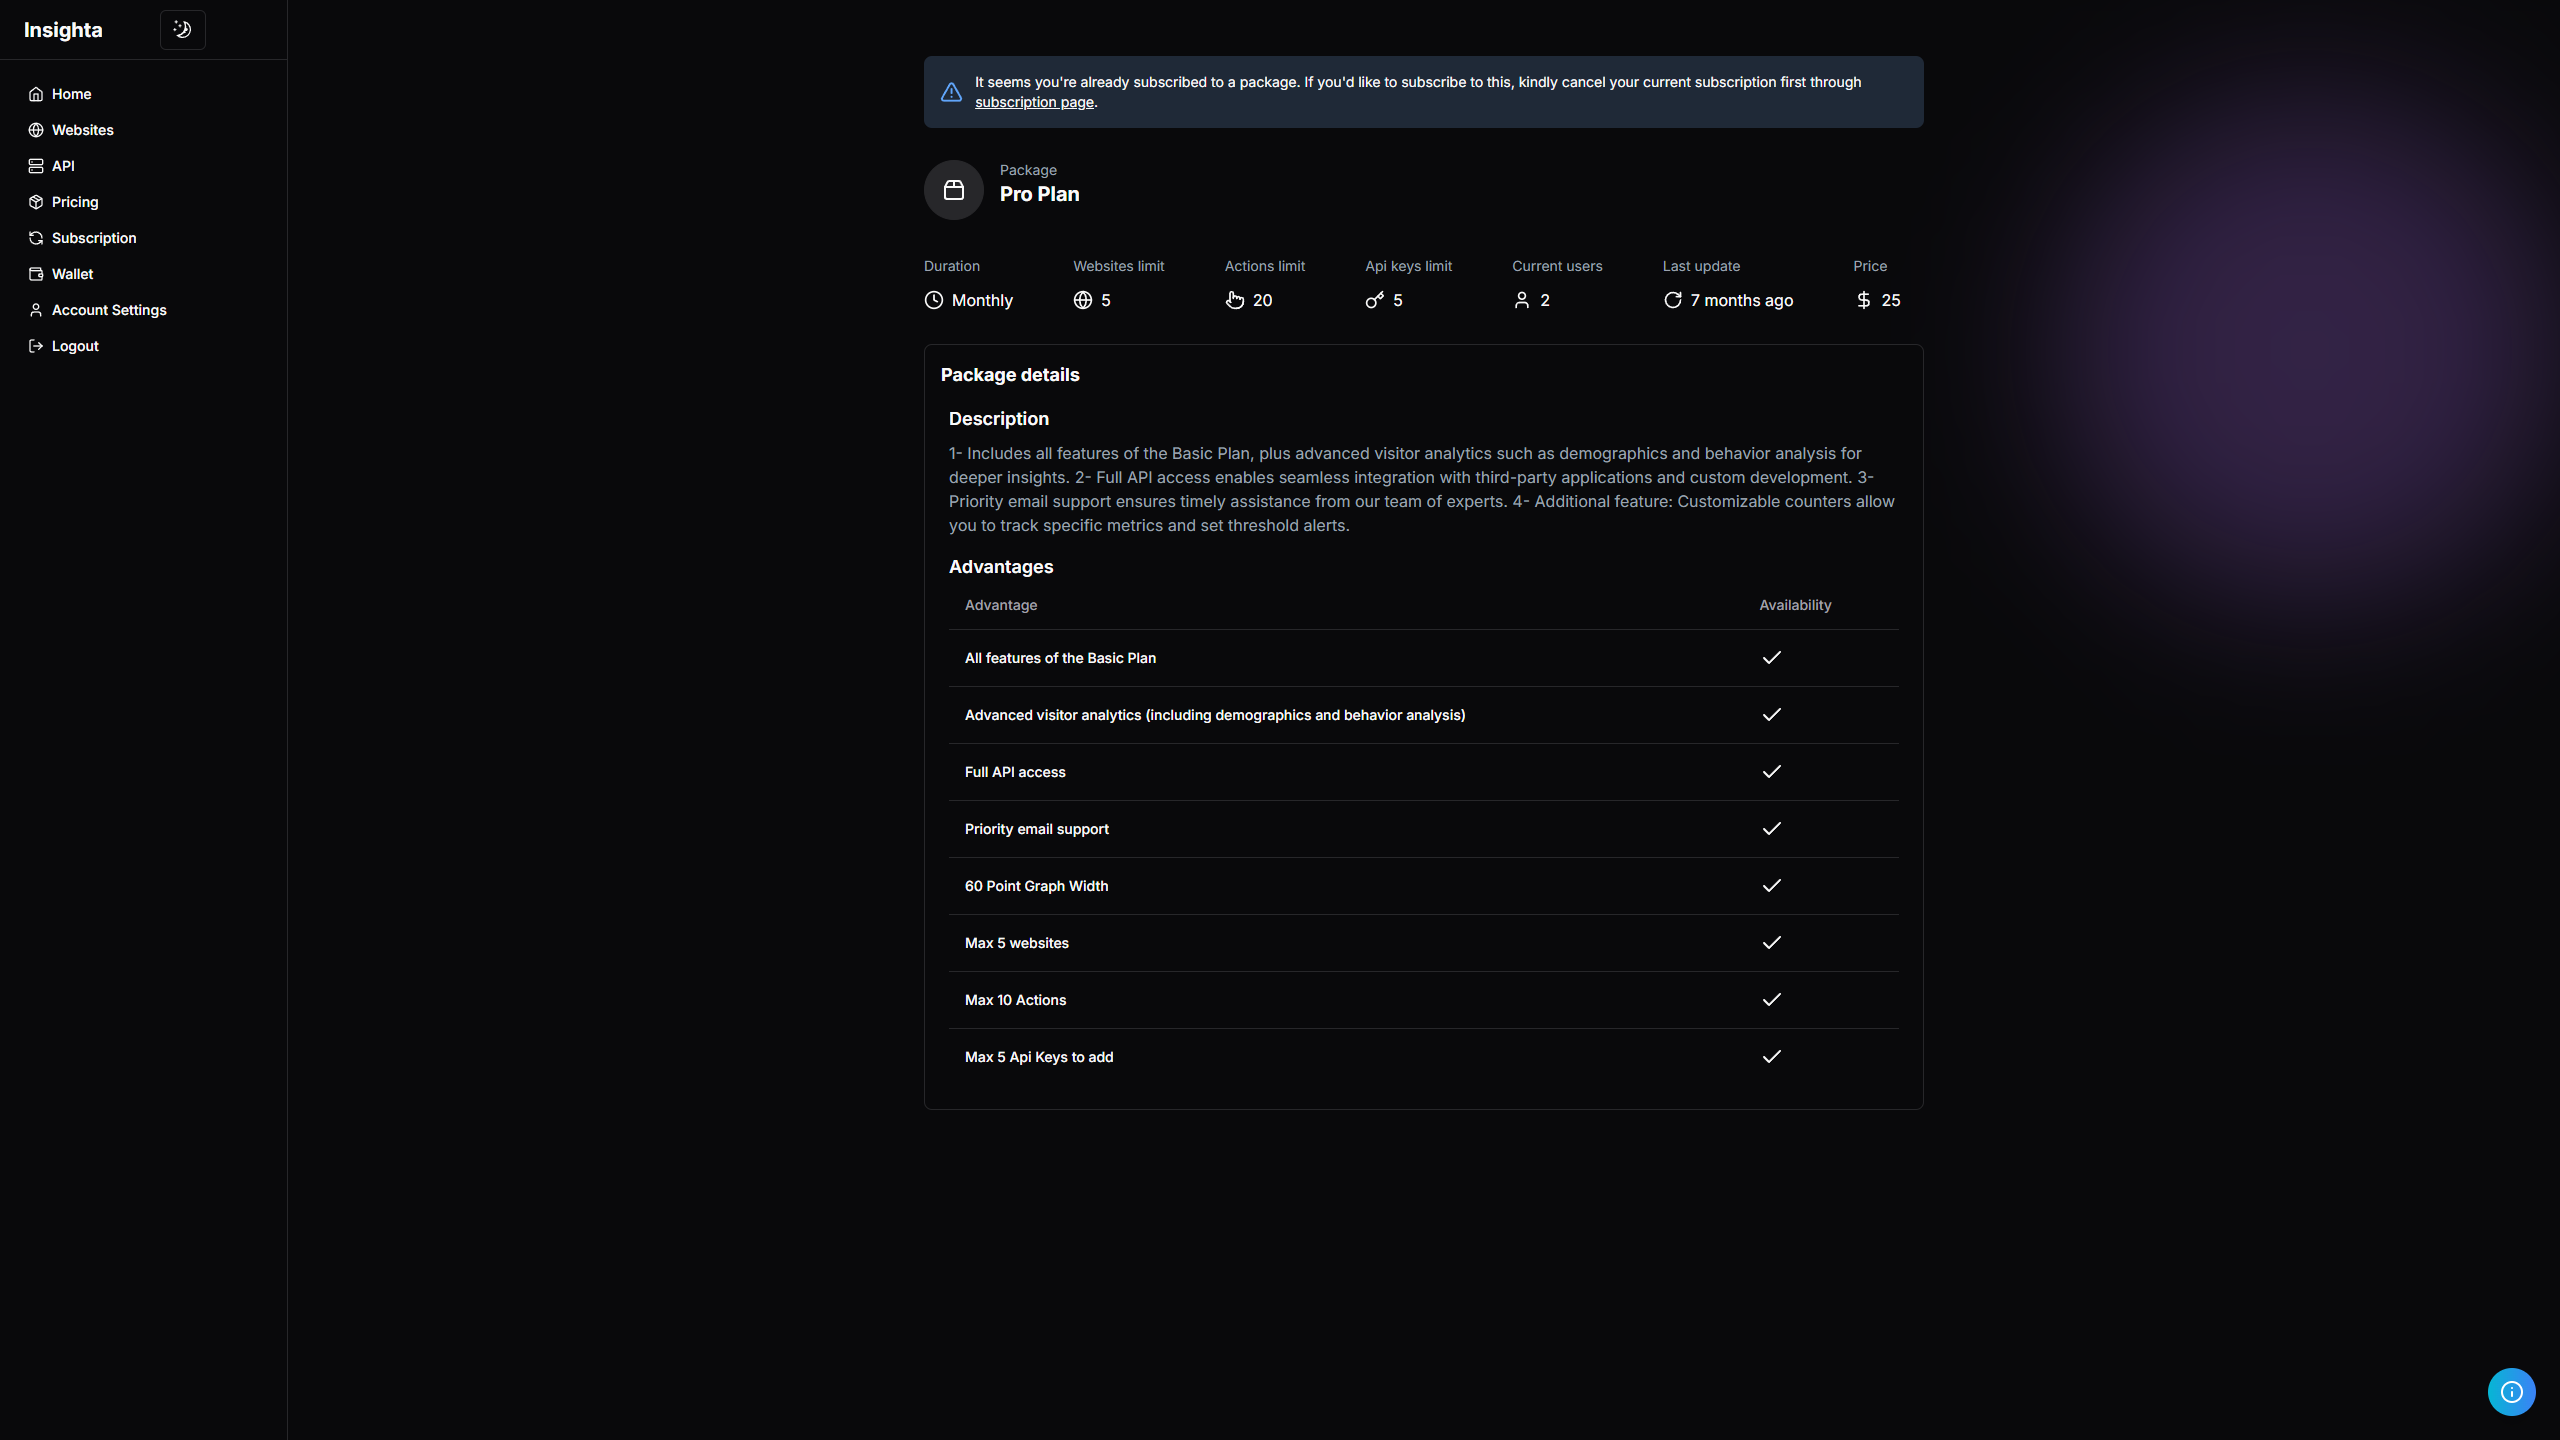 Insighta
Home
Websites
API
Pricing
Subscription
Wallet
Account Settings
Logout
It seems you're already subscribed to a package. If you'd like to subscribe to this, kindly cancel your current subscription first through
subscription page.
Package
Pro Plan
Duration
Monthly
Websites limit
5
Actions limit
20
Api keys limit
5
Current users
2
Last update
7 months ago
Price
25
Package details
Description
1- Includes all features of the Basic Plan, plus advanced visitor analytics such as demographics and behavior analysis for
deeper insights. 2- Full API access enables seamless integration with third-party applications and custom development. 3-
Priority email support ensures timely assistance from our team of experts. 4- Additional feature: Customizable counters allow
you to track specific metrics and set threshold alerts.
Advantages
Advantage Availability
All features of the Basic Plan
Advanced visitor analytics (including demographics and behavior analysis)
Full API access
Priority email support
60 Point Graph Width
Max 5 websites
Max 10 Actions
Max 5 Api Keys to add